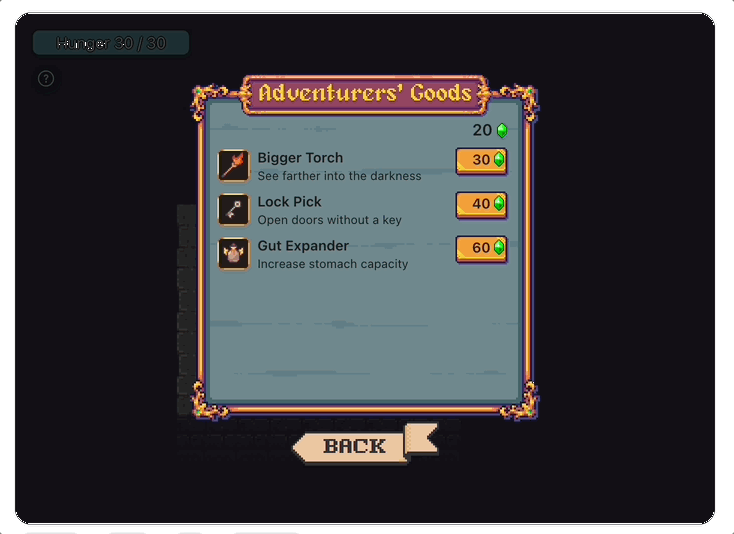 Hunger 30 / 30
?
Adventurers' Goods
20
Bigger Torch
See farther into the darkness
30
Lock Pick
Open doors without a key
40
Gut Expander
Increase stomach capacity
60
BACK